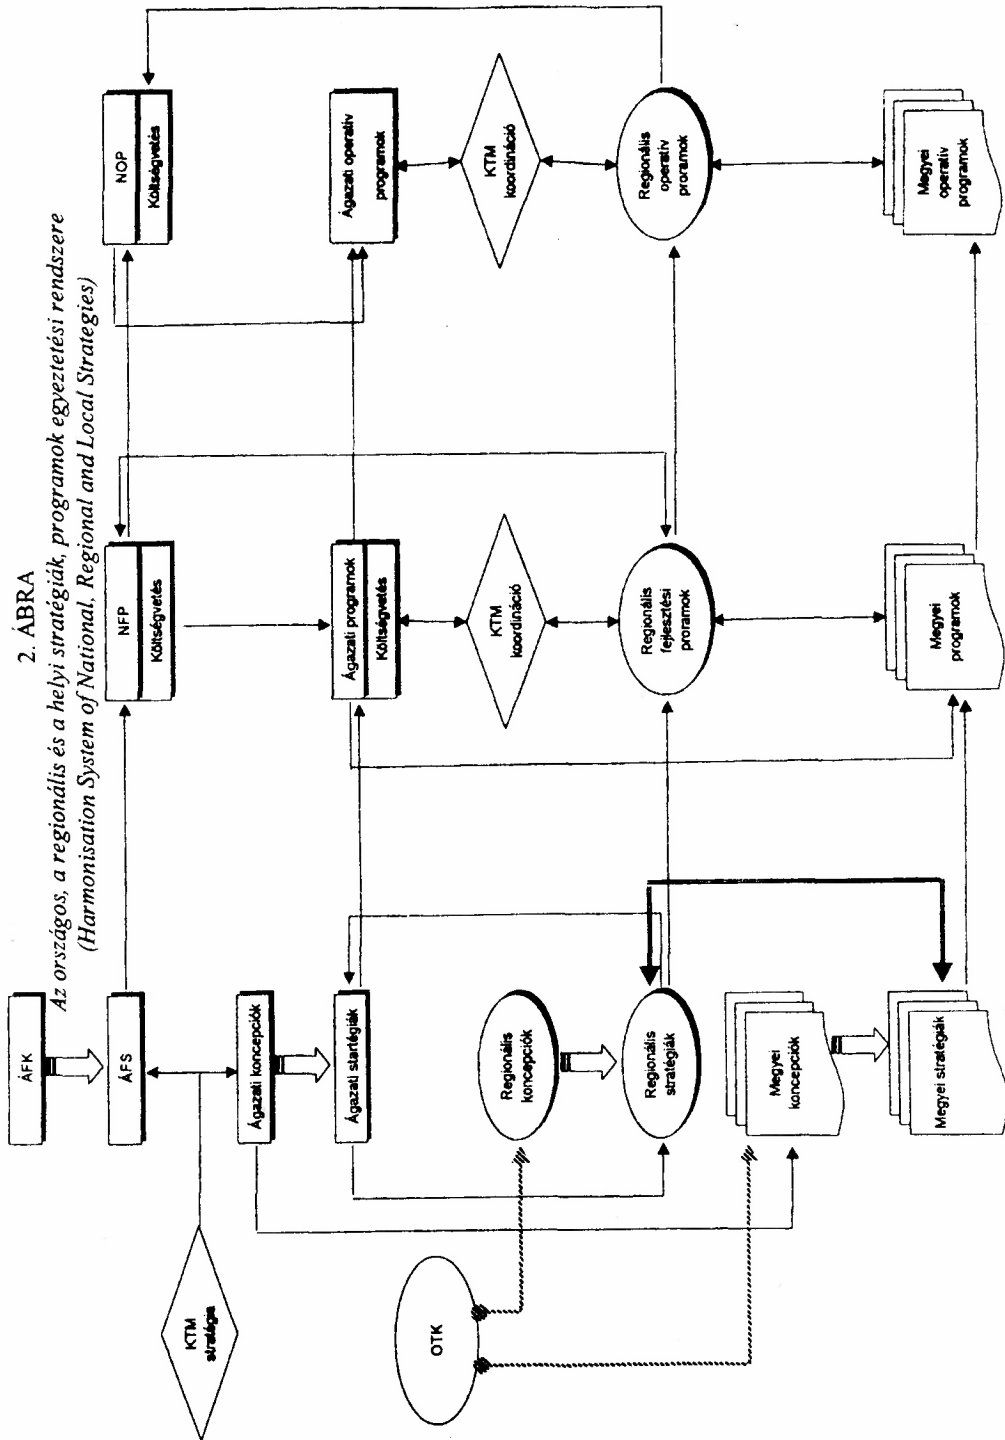 2. ÁBRA
Az országos, a regionális és a helyi stratégiák, programok egyeztetési rendszere
(Harmonisation System of National, Regional and Local Strategies)
ÁFK
ÁFS
KTM
stratégia
Ágazati koncepciók
Ágazati startégiák
OTK
Regionális
koncepciók
Regionális
stratégiák
Megyei
koncepciók
Megyei stratégiák
NFP
Költségvetés
Ágazati programok
Költségvetés
KTM
koordináció
Regionális
fejlesztési
proramok
Megyei
programok
NOP
Költségvetés
Ágazati operatív
programok
KTM
koordináció
Regionális
operatív
proramok
Megyei
operatív
programok